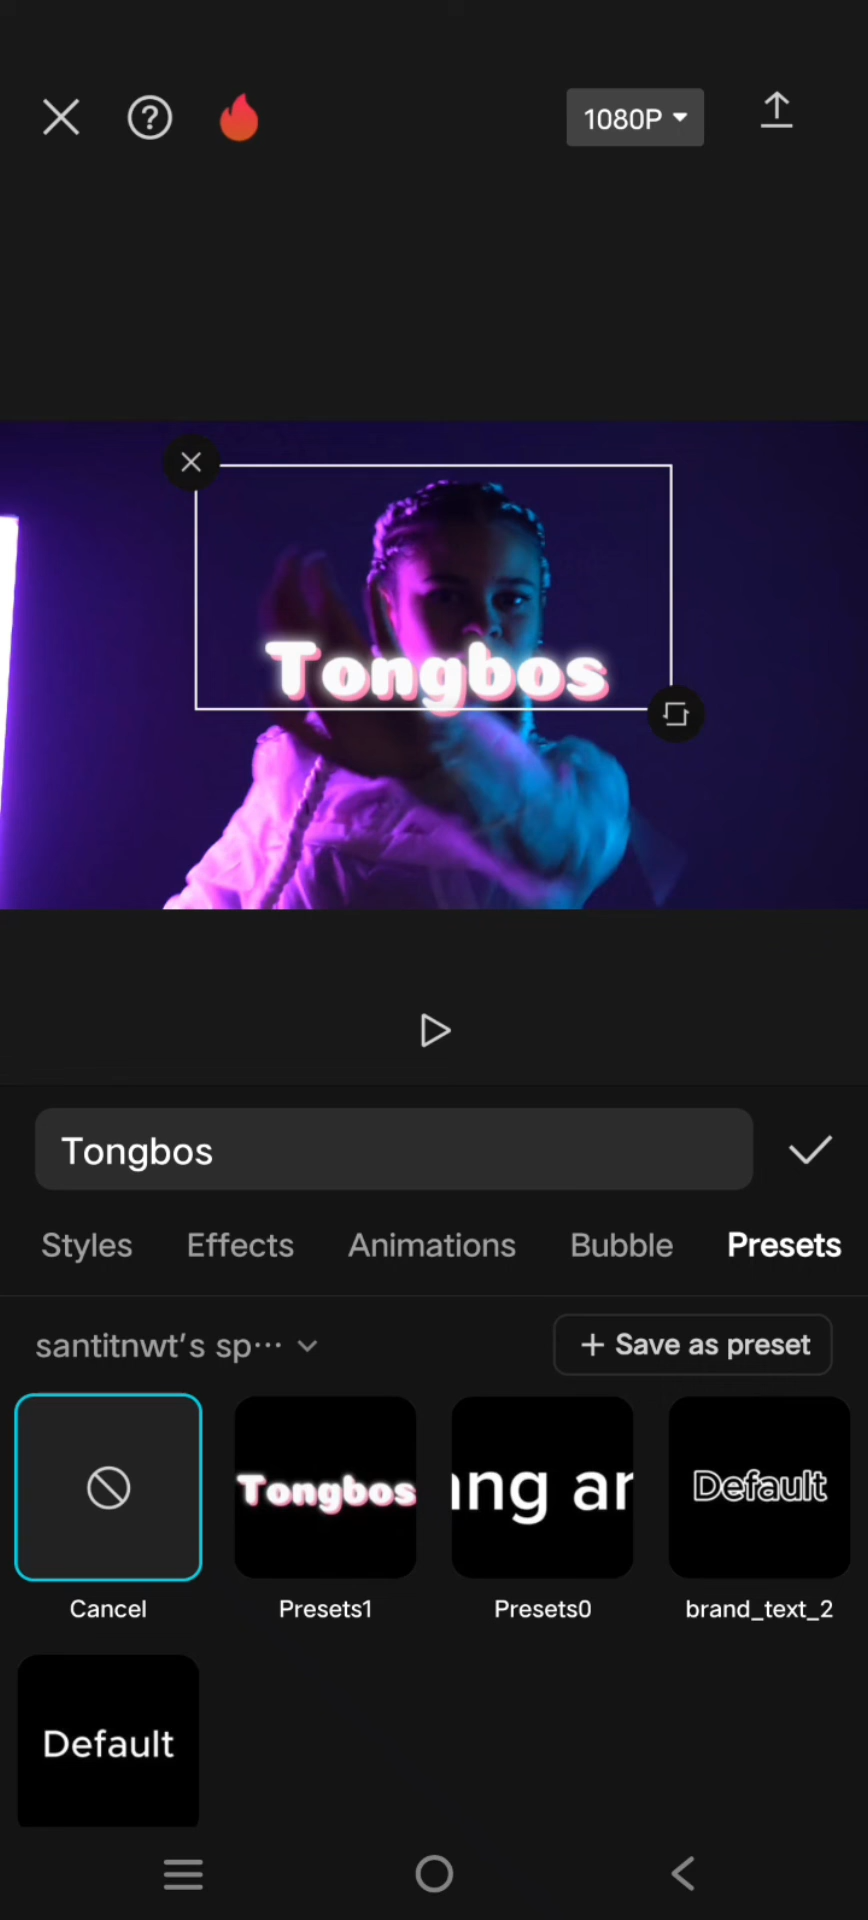 1080P
Tongbos
Tongbos
Styles Effects Animations Bubble Presets
santitnwt's sp... + Save as preset
Tongbos ang ar Default
Cancel Presets1 Presets0 brand_text_2
Default